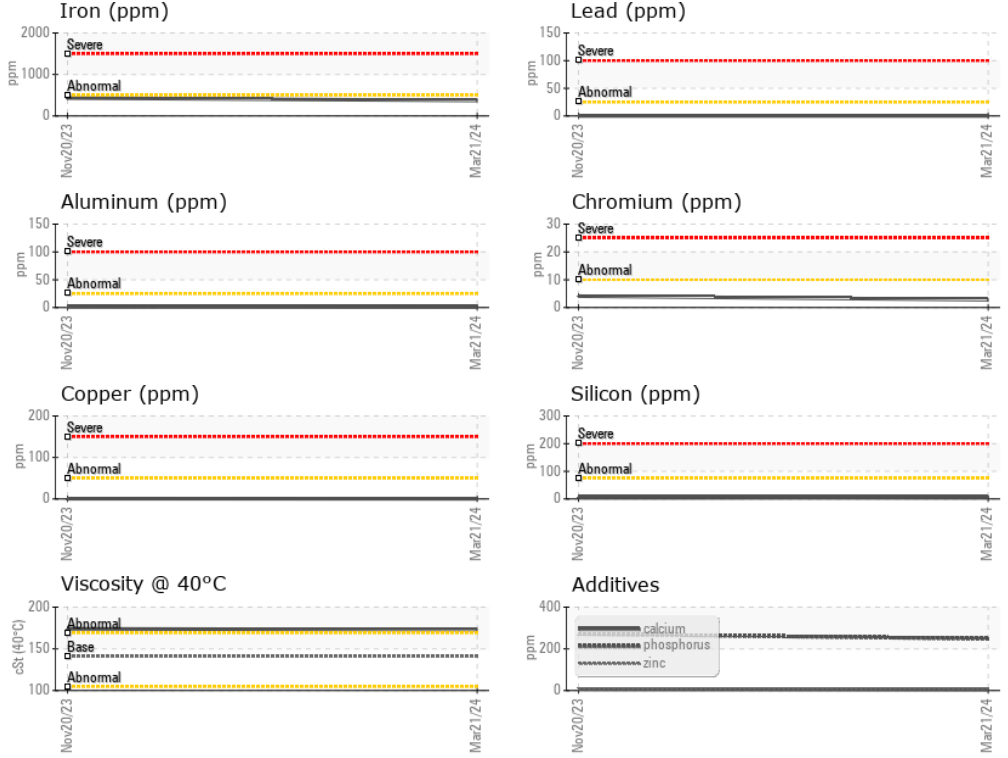 Iron (ppm)
2000
Severe
1000
ppm
Abnormal
0
Nov20/23
Mar21/24
Lead (ppm)
150
Severe
100
ppm
50
Abnormal
0
Nov20/23
Mar21/24
Aluminum (ppm)
150
Severe
100
ppm
50
Abnormal
0
Nov20/23
Mar21/24
Chromium (ppm)
30
Severe
20
ppm
Abnormal
10
0
Nov20/23
Mar21/24
Copper (ppm)
200
Severe
100
ppm
Abnormal
0
Nov20/23
Mar21/24
Silicon (ppm)
300
Severe
200
ppm
100
Abnormal
0
Nov20/23
Mar21/24
Viscosity @ 40°C
200
Abnormal
150
cSt (40°C)
Base
Abnormal
100
Nov20/23
Mar21/24
Additives
400
calcium
200
ppm
phosphorus
zinc
0
Nov20/23
Mar21/24